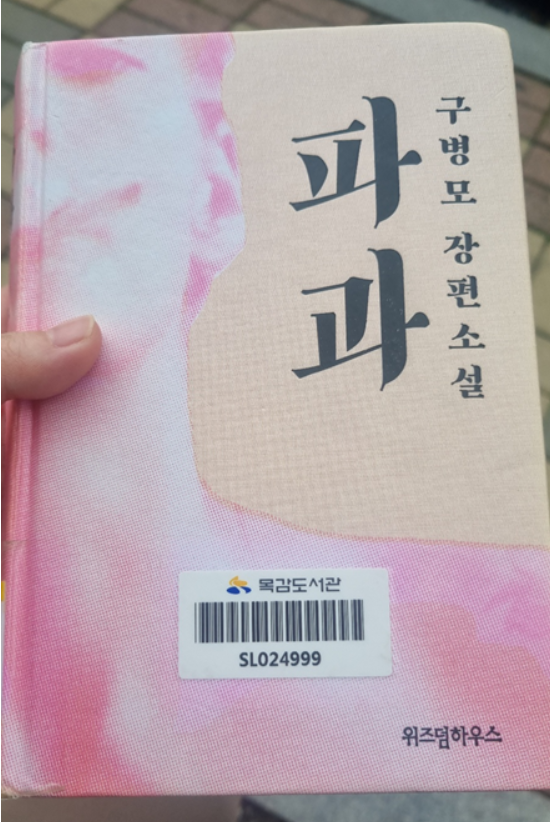 파과
구병모 장편소설
목감도서관
SL024999
위즈덤하우스